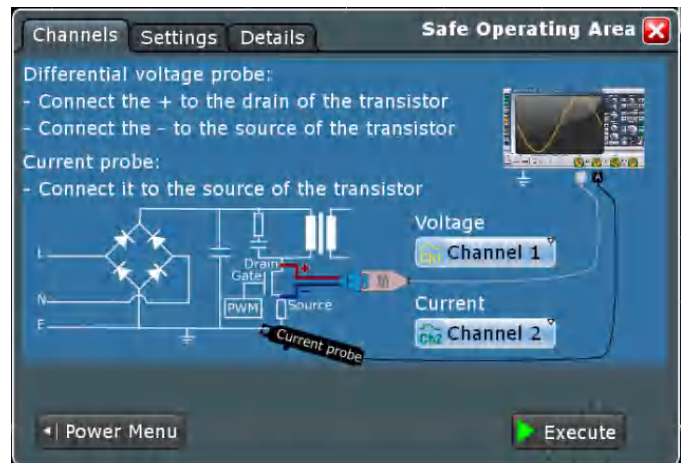 Channels Settings Details Safe Operating Area
Differential voltage probe:
- Connect the + to the drain of the transistor
- Connect the - to the source of the transistor
Current probe:
- Connect it to the source of the transistor
Voltage
Ch1 Channel 1
Current
Ch2 Channel 2
L
N
E
Drain
Gate
PWM
Source
+
-
Current probe
A
Power Menu
Execute